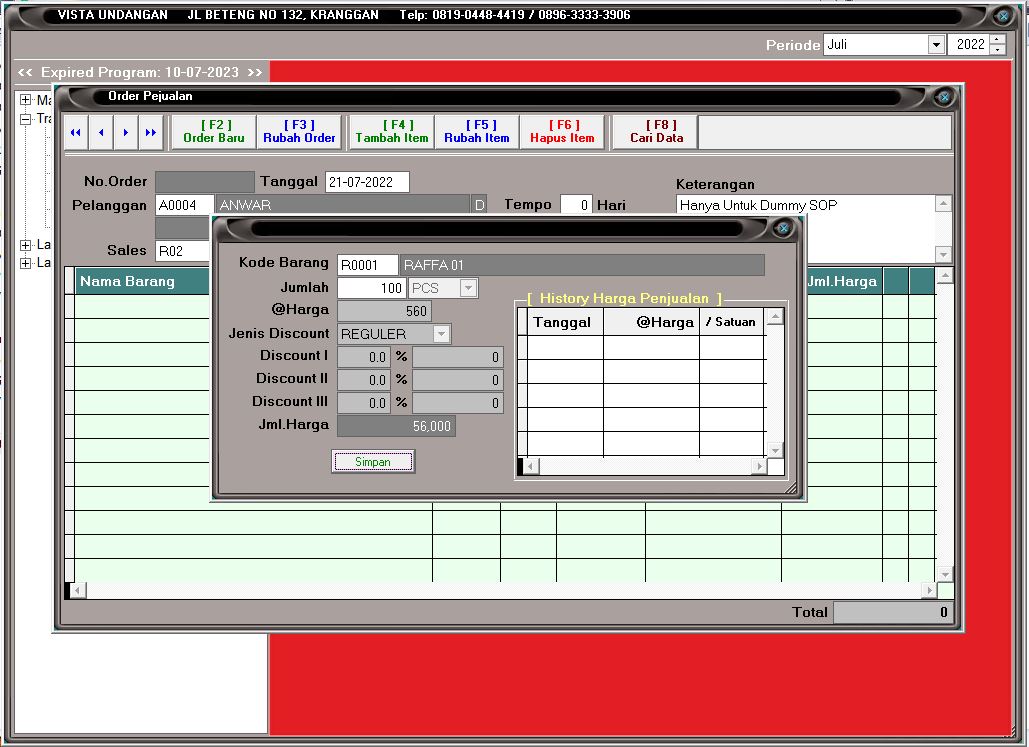 VISTA UNDANGAN JL BETENG NO 132, KRANGGAN Telp: 0819-0448-4419 / 0896-3333-3906
Periode Juli 2022
<< Expired Program: 10-07-2023 >>
Order Pejualan
[ F2 ] [ F3 ] [ F4 ] [ F5 ] [ F6 ] [ F8 ]
Order Baru Rubah Order Tambah Item Rubah Item Hapus Item Cari Data
No.Order Tanggal 21-07-2022
Keterangan
Pelanggan A0004 ANWAR D Tempo 0 Hari Hanya Untuk Dummy SOP
Sales R02
Nama Barang Jml.Harga
Kode Barang R0001 RAFFA 01
Jumlah 100 PCS
@Harga 560
Jenis Discount REGULER
Discount I 0.0 % 0
Discount II 0.0 % 0
Discount III 0.0 % 0
Jml.Harga 56,000
Simpan
[ History Harga Penjualan ]
Tanggal @Harga / Satuan
Total 0